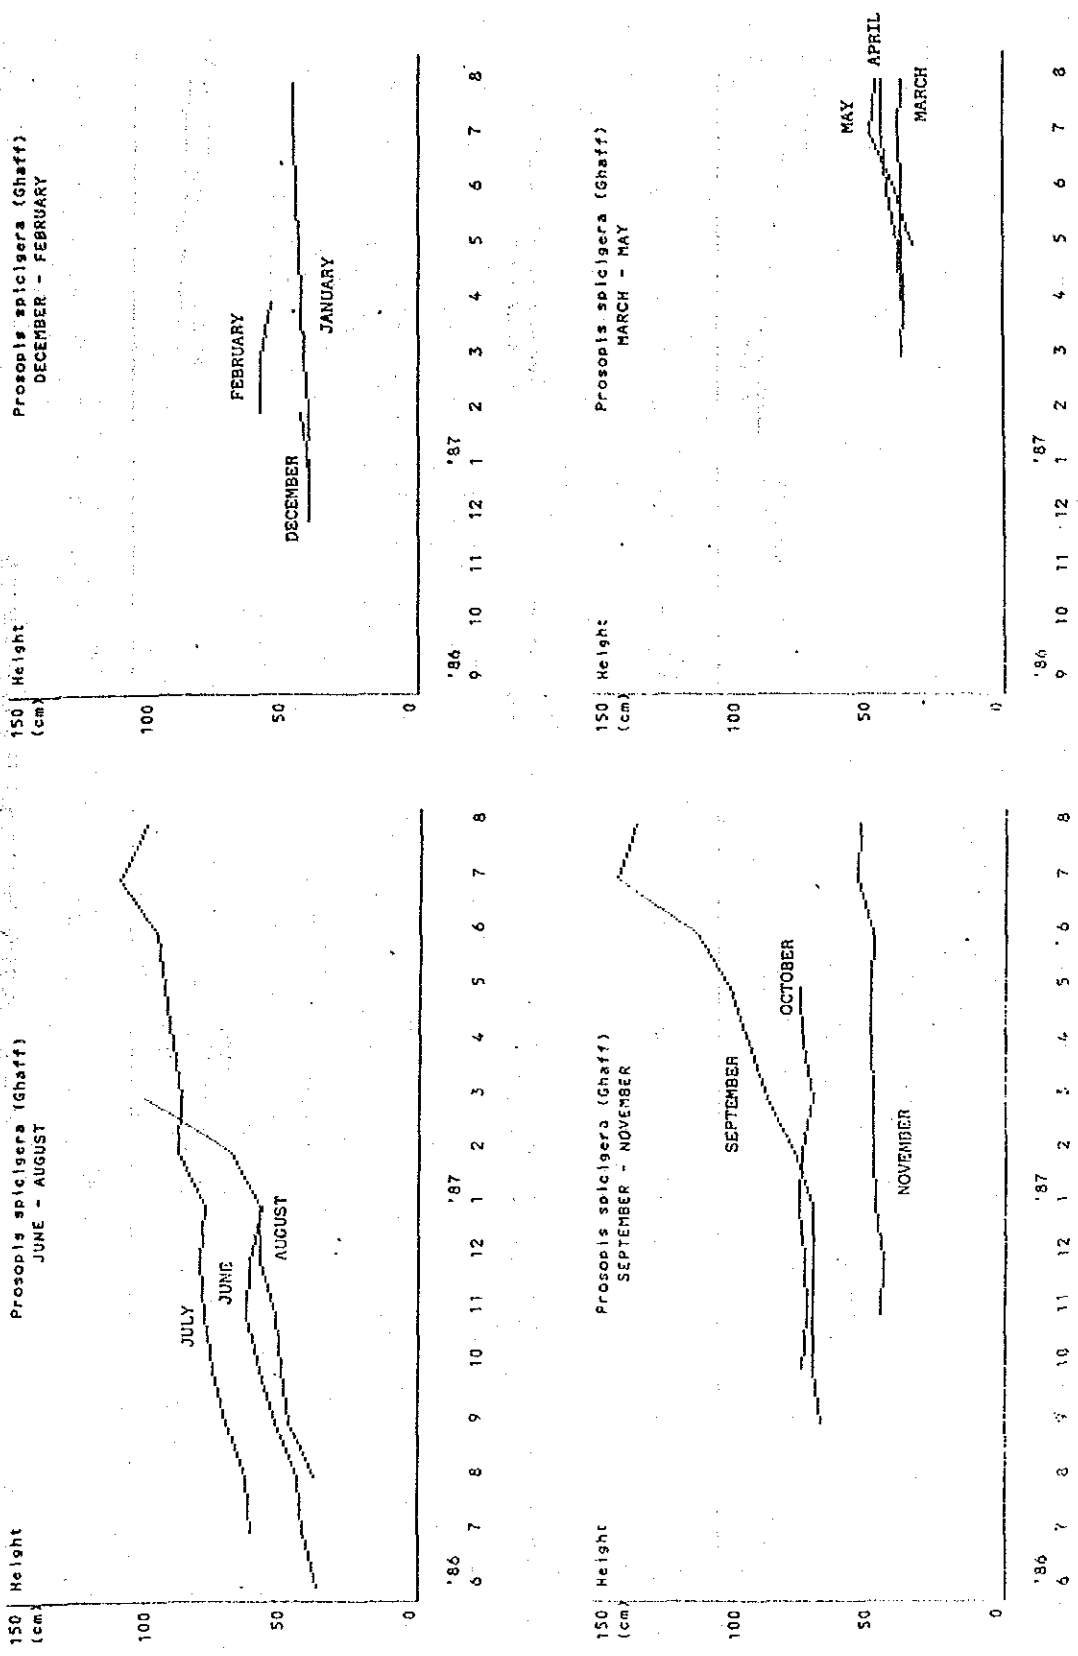 150 Height
(cm)
Prosopis spicigera (Ghaff)
JUNE - AUGUST
100
50
0
JULY
JUNE
AUGUST
'86 '87
6 7 8 9 10 11 12 1 2 3 4 5 6 7 8
150 Height
(cm)
Prosopis spicigera (Ghaff)
DECEMBER - FEBRUARY
100
50
0
FEBRUARY
DECEMBER
JANUARY
'86 '87
9 10 11 12 1 2 3 4 5 6 7 8
150 Height
(cm)
Prosopis spicigera (Ghaff)
SEPTEMBER - NOVEMBER
100
50
0
SEPTEMBER
OCTOBER
NOVEMBER
'86 '87
6 7 8 9 10 11 12 1 2 3 4 5 6 7 8
150 Height
(cm)
Prosopis spicigera (Ghaff)
MARCH - MAY
100
50
0
MAY
APRIL
MARCH
'86 '87
9 10 11 12 1 2 3 4 5 6 7 8